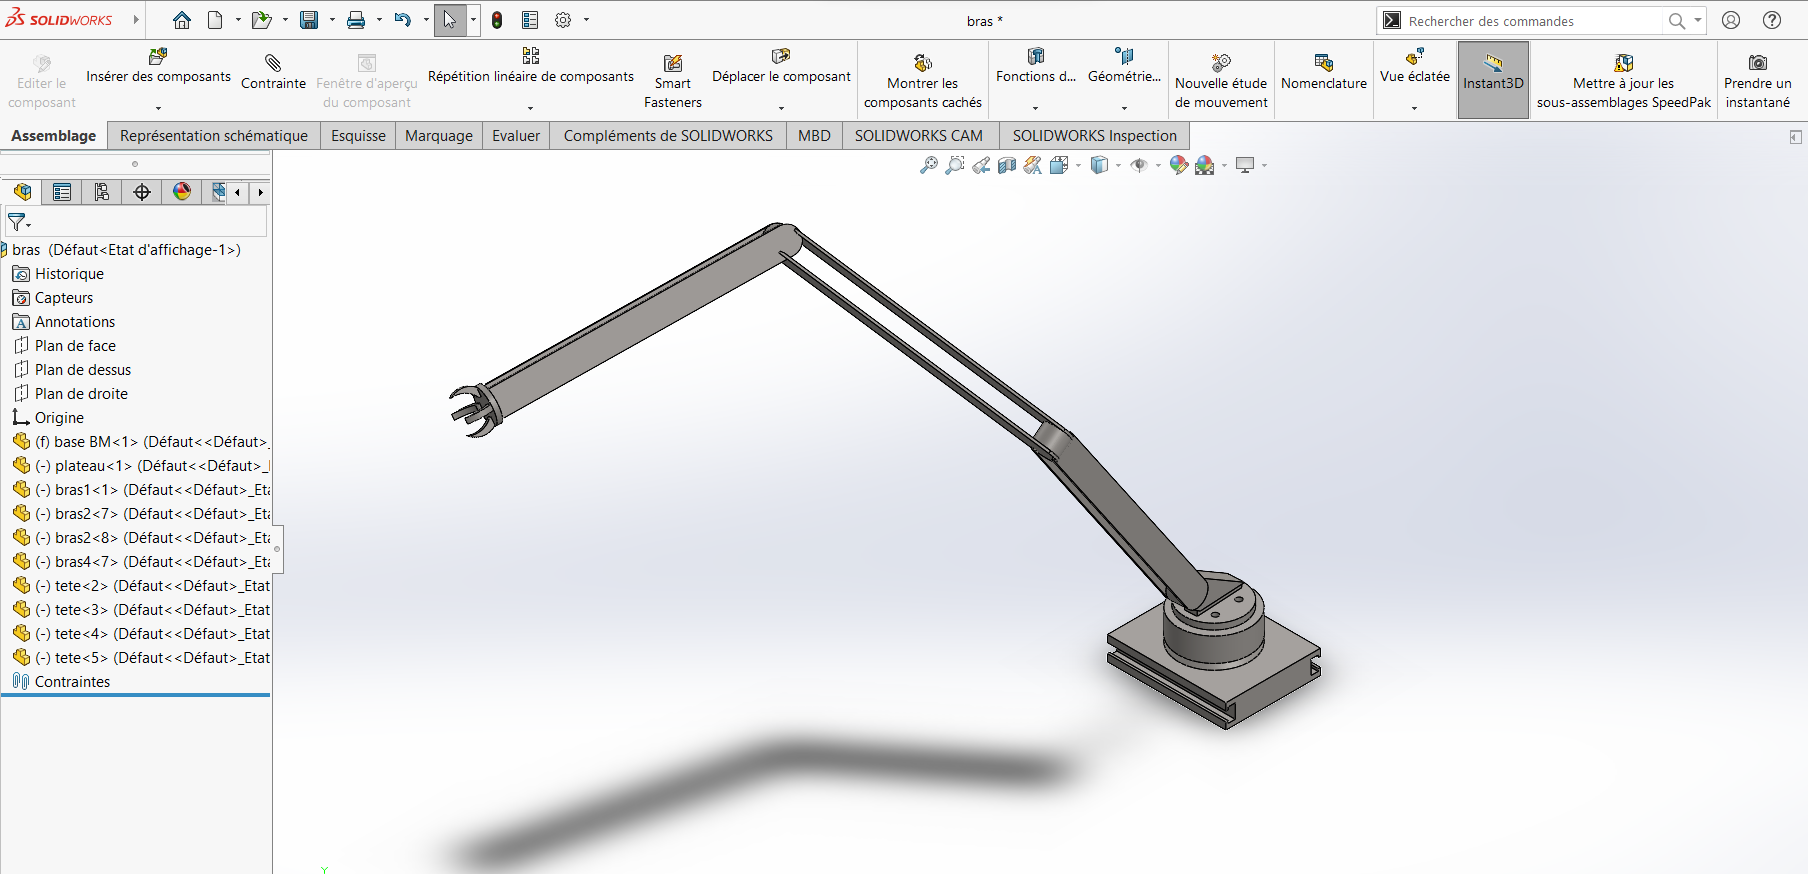 SOLIDWORKS
bras *
Rechercher des commandes
Editer le composant
Insérer des composants
Contrainte
Fenêtre d'aperçu du composant
Répétition linéaire de composants
Smart Fasteners
Déplacer le composant
Montrer les composants cachés
Fonctions d...
Géométrie...
Nouvelle étude de mouvement
Nomenclature
Vue éclatée
Instant3D
Mettre à jour les sous-assemblages SpeedPak
Prendre un instantané
Assemblage
Représentation schématique
Esquisse
Marquage
Evaluer
Compléments de SOLIDWORKS
MBD
SOLIDWORKS CAM
SOLIDWORKS Inspection
bras (Défaut<Etat d'affichage-1>)
Historique
Capteurs
Annotations
Plan de face
Plan de dessus
Plan de droite
Origine
(f) base BM<1> (Défaut<<Défaut>_
(-) plateau<1> (Défaut<<Défaut>_
(-) bras1<1> (Défaut<<Défaut>_Eta
(-) bras2<7> (Défaut<<Défaut>_Eta
(-) bras2<8> (Défaut<<Défaut>_Eta
(-) bras4<7> (Défaut<<Défaut>_Eta
(-) tete<2> (Défaut<<Défaut>_Etat
(-) tete<3> (Défaut<<Défaut>_Etat
(-) tete<4> (Défaut<<Défaut>_Etat
(-) tete<5> (Défaut<<Défaut>_Etat
Contraintes
Y